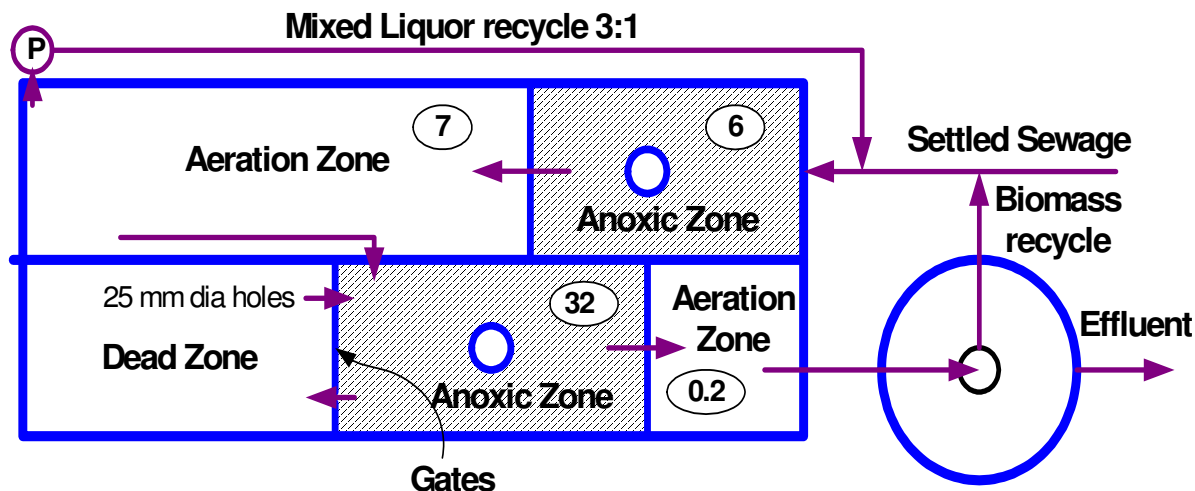 Mixed Liquor recycle 3:1
P
7
6
Aeration Zone
Settled Sewage
Anoxic Zone
Biomass
recycle
25 mm dia holes
32
Aeration
Zone
Effluent
Dead Zone
Anoxic Zone
0.2
Gates